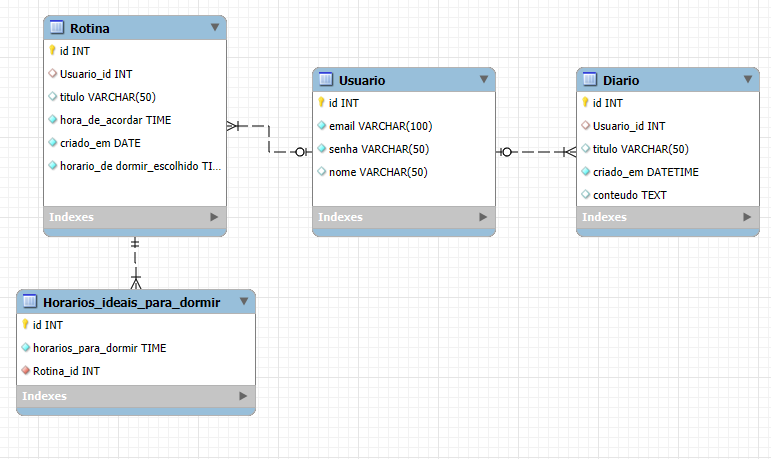 Rotina
id INT
Usuario_id INT
titulo VARCHAR(50)
hora_de_acordar TIME
criado_em DATE
horario_de dormir_escolhido TI...
Indexes
Usuario
id INT
email VARCHAR(100)
senha VARCHAR(50)
nome VARCHAR(50)
Indexes
Diario
id INT
Usuario_id INT
titulo VARCHAR(50)
criado_em DATETIME
conteudo TEXT
Indexes
Horarios_ideais_para_dormir
id INT
horarios_para_dormir TIME
Rotina_id INT
Indexes